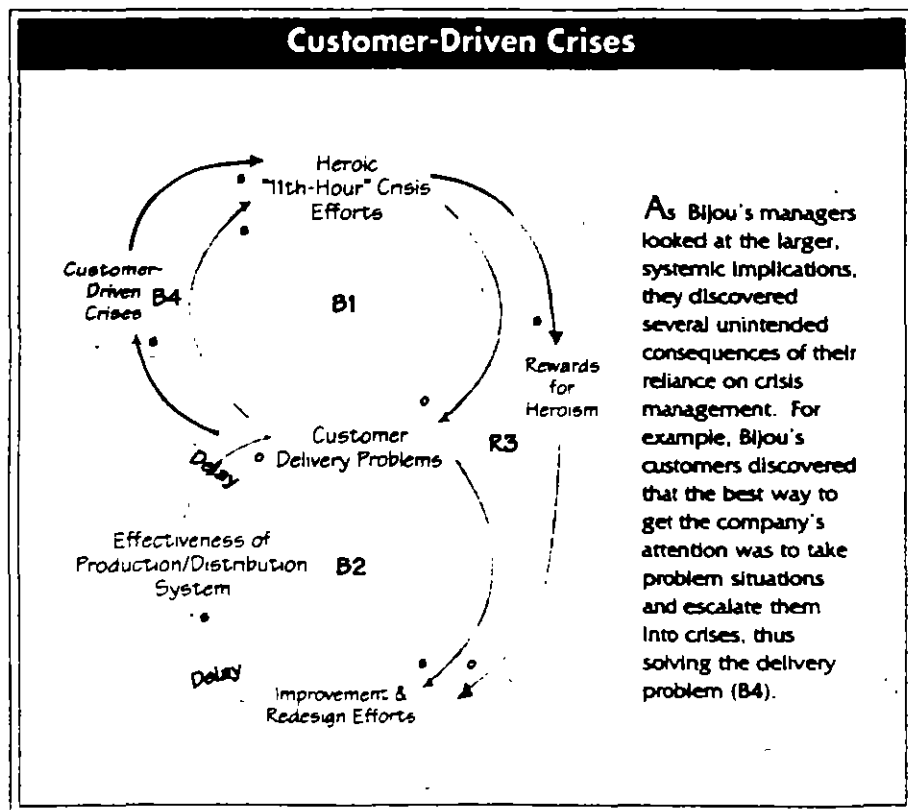 Customer-Driven Crises
Heroic
"11th-Hour" Crisis
Efforts
Customer-
Driven
Crises
B4
B1
Rewards
for
Heroism
Customer
Delivery Problems
R3
Delay
Effectiveness of
Production/Distribution
System
B2
Delay
Improvement &
Redesign Efforts
As Bijou's managers
looked at the larger,
systemic implications,
they discovered
several unintended
consequences of their
reliance on crisis
management. For
example, Bijou's
customers discovered
that the best way to
get the company's
attention was to take
problem situations
and escalate them
into crises, thus
solving the delivery
problem (B4).